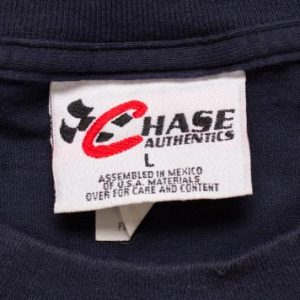 CHASE
AUTHENTICS
L
ASSEMBLED IN MEXICO
OF U.S.A. MATERIALS
OVER FOR CARE AND CONTENT